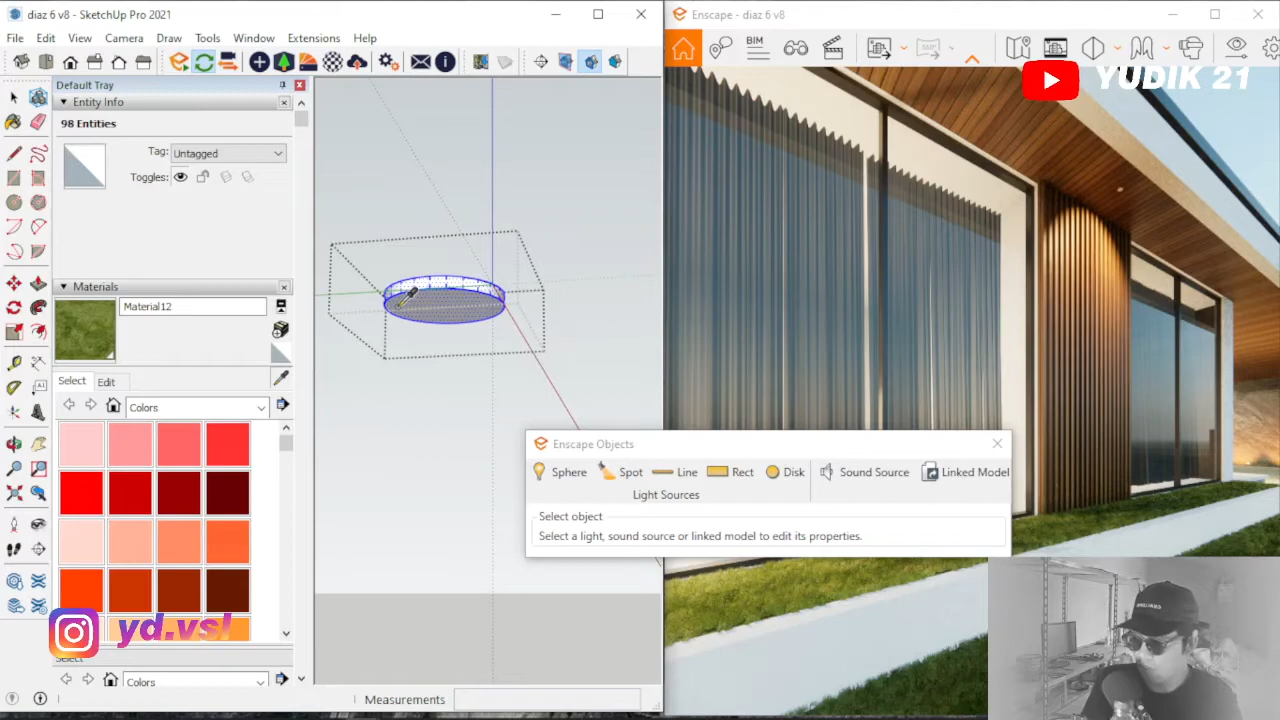 diaz 6 v8 - SketchUp Pro 2021
File Edit View Camera Draw Tools Window Extensions Help
Default Tray
Entity Info
98 Entities
Tag: Untagged
Toggles:
Materials
Material12
Select Edit
Colors
Select
Colors
Measurements
Enscape - diaz 6 v8
BIM
YUDIK 21
Enscape Objects
Sphere Spot Line Rect Disk Sound Source Linked Model
Light Sources
Select object
Select a light, sound source or linked model to edit its properties.
yd.vsl